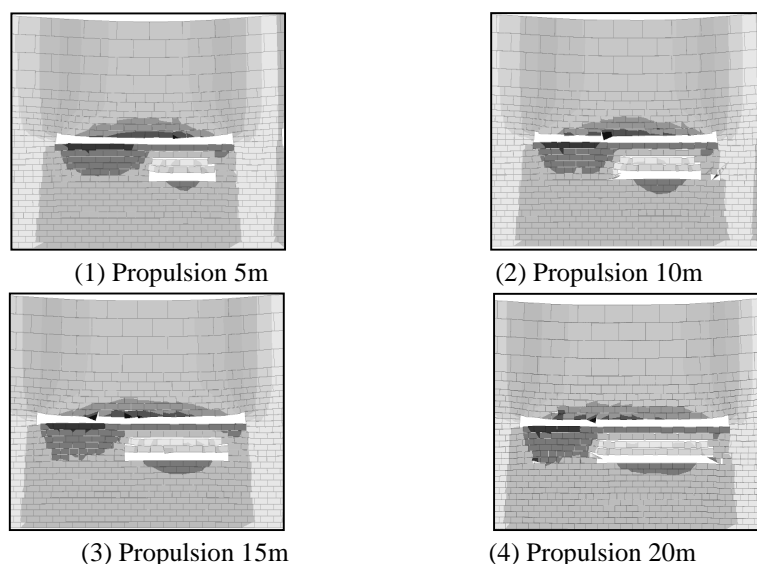 (1) Propulsion 5m
(2) Propulsion 10m
(3) Propulsion 15m
(4) Propulsion 20m